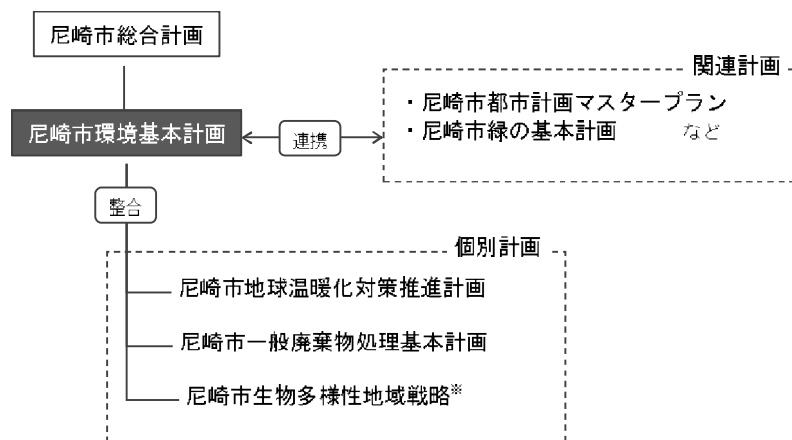 尼崎市総合計画
関連計画
・尼崎市都市計画マスタープラン
・尼崎市緑の基本計画　など
尼崎市環境基本計画
連携
整合
個別計画
尼崎市地球温暖化対策推進計画
尼崎市一般廃棄物処理基本計画
尼崎市生物多様性地域戦略※